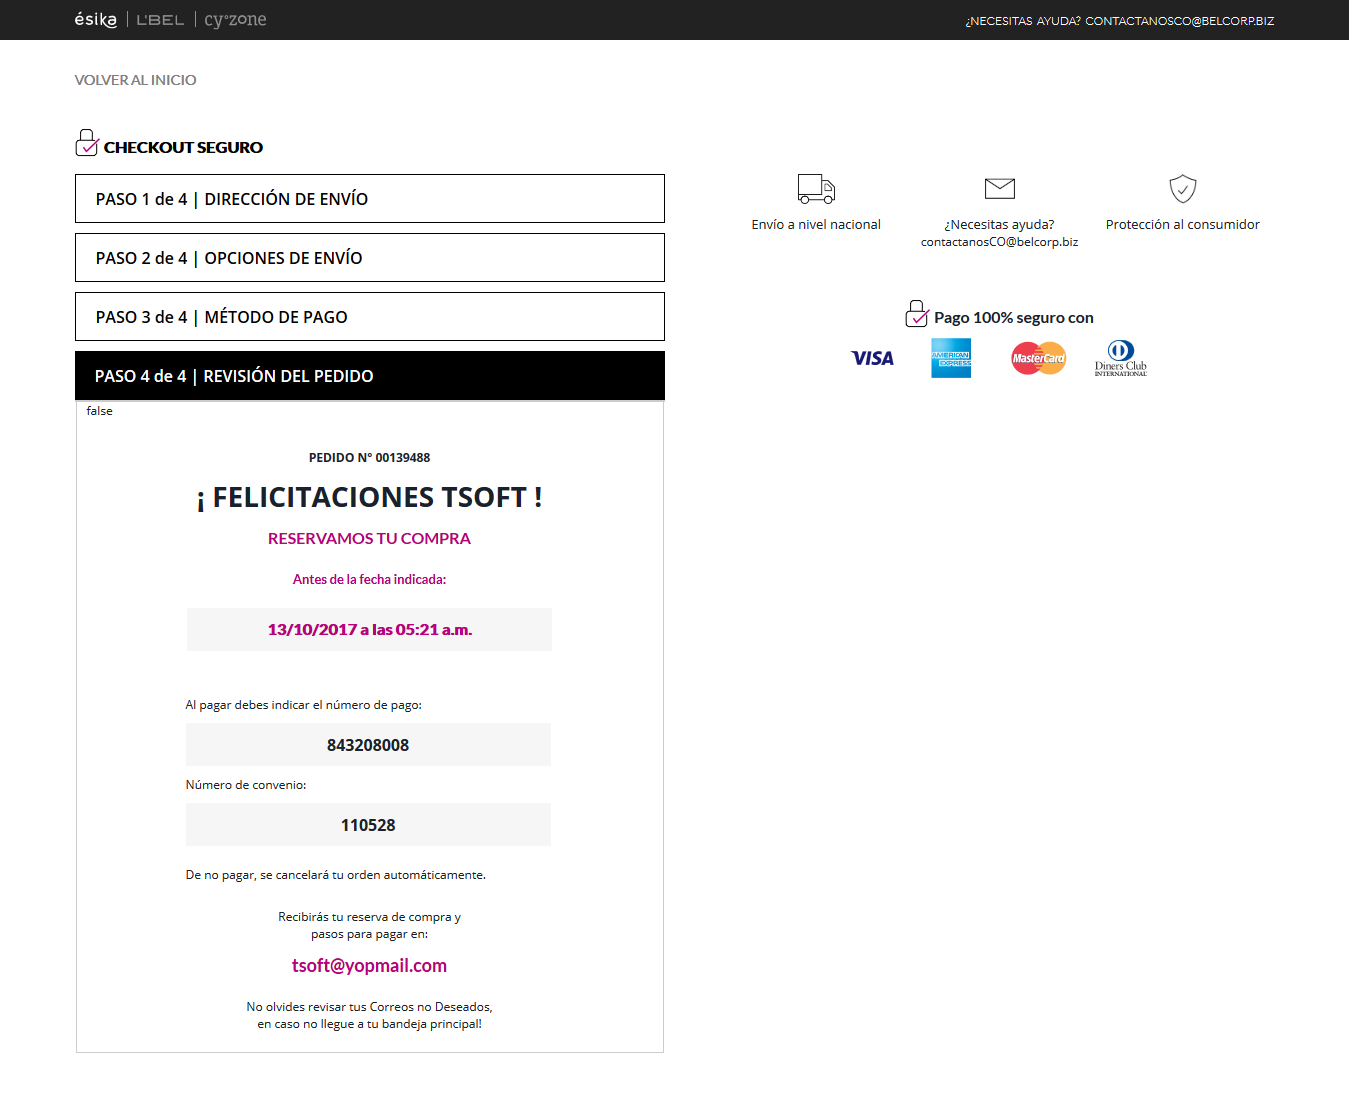 ésika | L'BEL | cy°zone
¿NECESITAS AYUDA? CONTACTANOSCO@BELCORP.BIZ
VOLVER AL INICIO
CHECKOUT SEGURO
PASO 1 de 4 | DIRECCIÓN DE ENVÍO
PASO 2 de 4 | OPCIONES DE ENVÍO
PASO 3 de 4 | MÉTODO DE PAGO
PASO 4 de 4 | REVISIÓN DEL PEDIDO
false
PEDIDO N° 00139488
¡ FELICITACIONES TSOFT !
RESERVAMOS TU COMPRA
Antes de la fecha indicada:
13/10/2017 a las 05:21 a.m.
Al pagar debes indicar el número de pago:
843208008
Número de convenio:
110528
De no pagar, se cancelará tu orden automáticamente.
Recibirás tu reserva de compra y
pasos para pagar en:
tsoft@yopmail.com
No olvides revisar tus Correos no Deseados,
en caso no llegue a tu bandeja principal!
Envío a nivel nacional
¿Necesitas ayuda?
contactanosCO@belcorp.biz
Protección al consumidor
Pago 100% seguro con
VISA
AMERICAN
EXPRESS
MasterCard
Diners Club
INTERNATIONAL